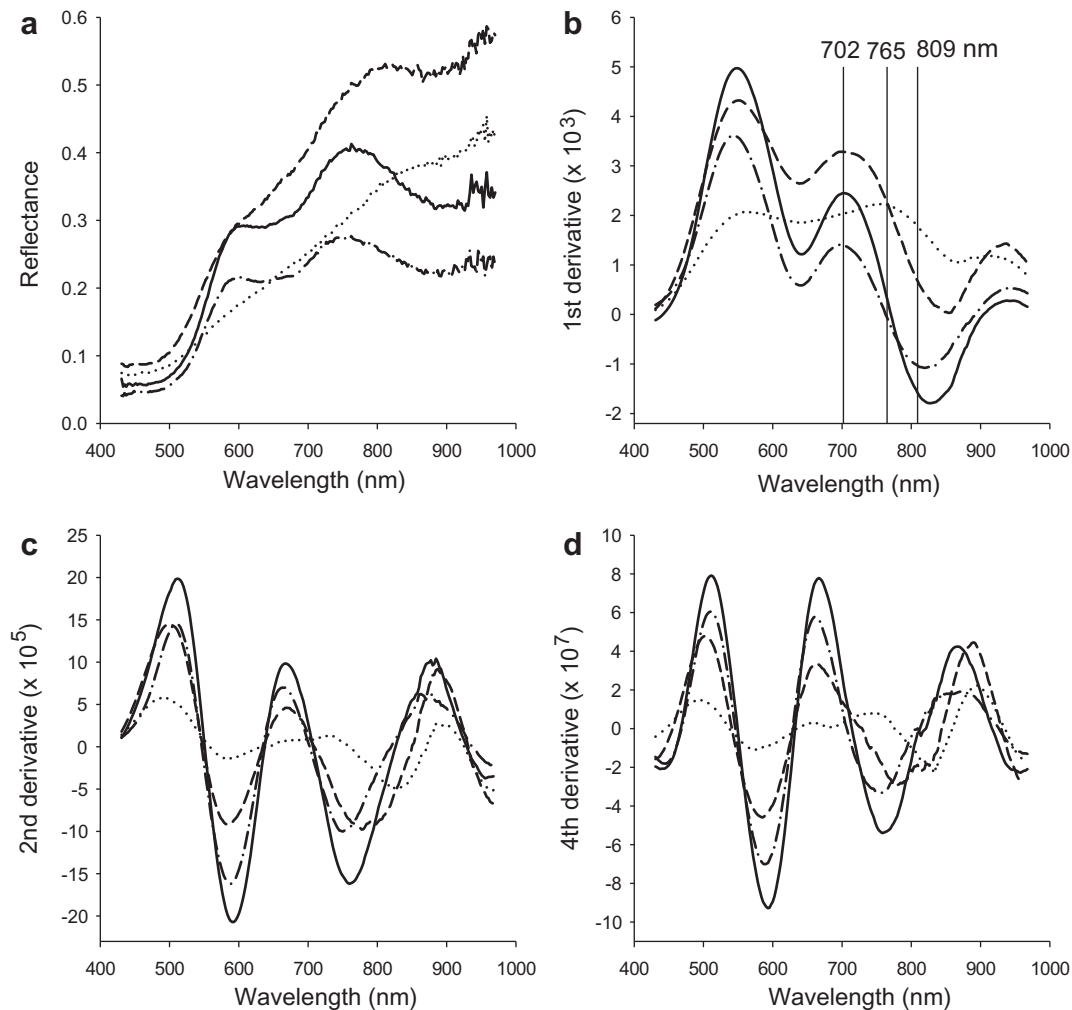 a
0.6
0.5
0.4
0.3
0.2
0.1
0.0
Reflectance
400 500 600 700 800 900 1000
Wavelength (nm)
b
702 765 809 nm
6
5
4
3
2
1
0
-1
-2
1st derivative (x 10³)
400 500 600 700 800 900 1000
Wavelength (nm)
c
25
20
15
10
5
0
-5
-10
-15
-20
2nd derivative (x 10⁵)
400 500 600 700 800 900 1000
Wavelength (nm)
d
10
8
6
4
2
0
-2
-4
-6
-8
-10
4th derivative (x 10⁷)
400 500 600 700 800 900 1000
Wavelength (nm)